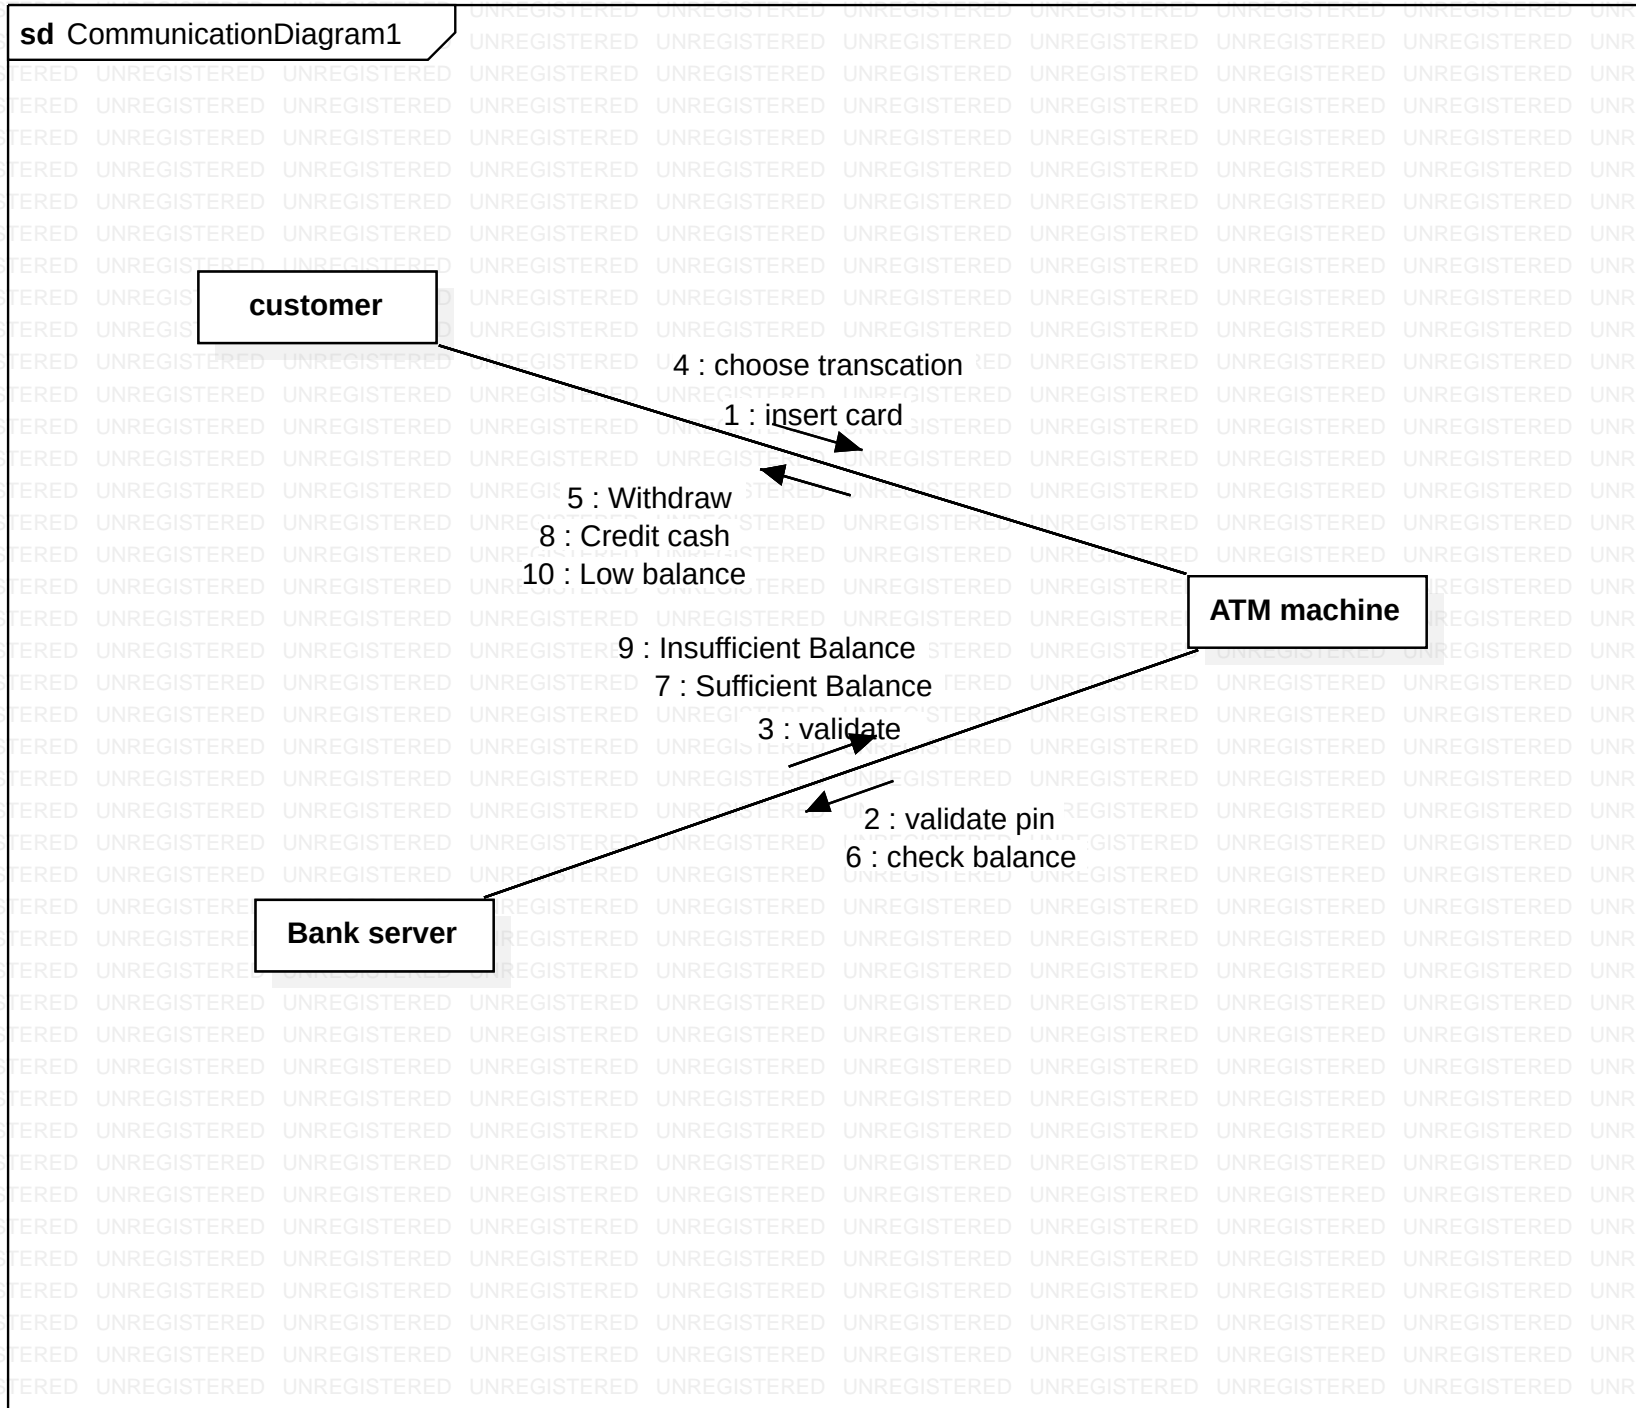 sd CommunicationDiagram1
customer
4 : choose transcation
1 : insert card
5 : Withdraw
8 : Credit cash
10 : Low balance
ATM machine
9 : Insufficient Balance
7 : Sufficient Balance
3 : validate
2 : validate pin
6 : check balance
Bank server
UNREGISTERED